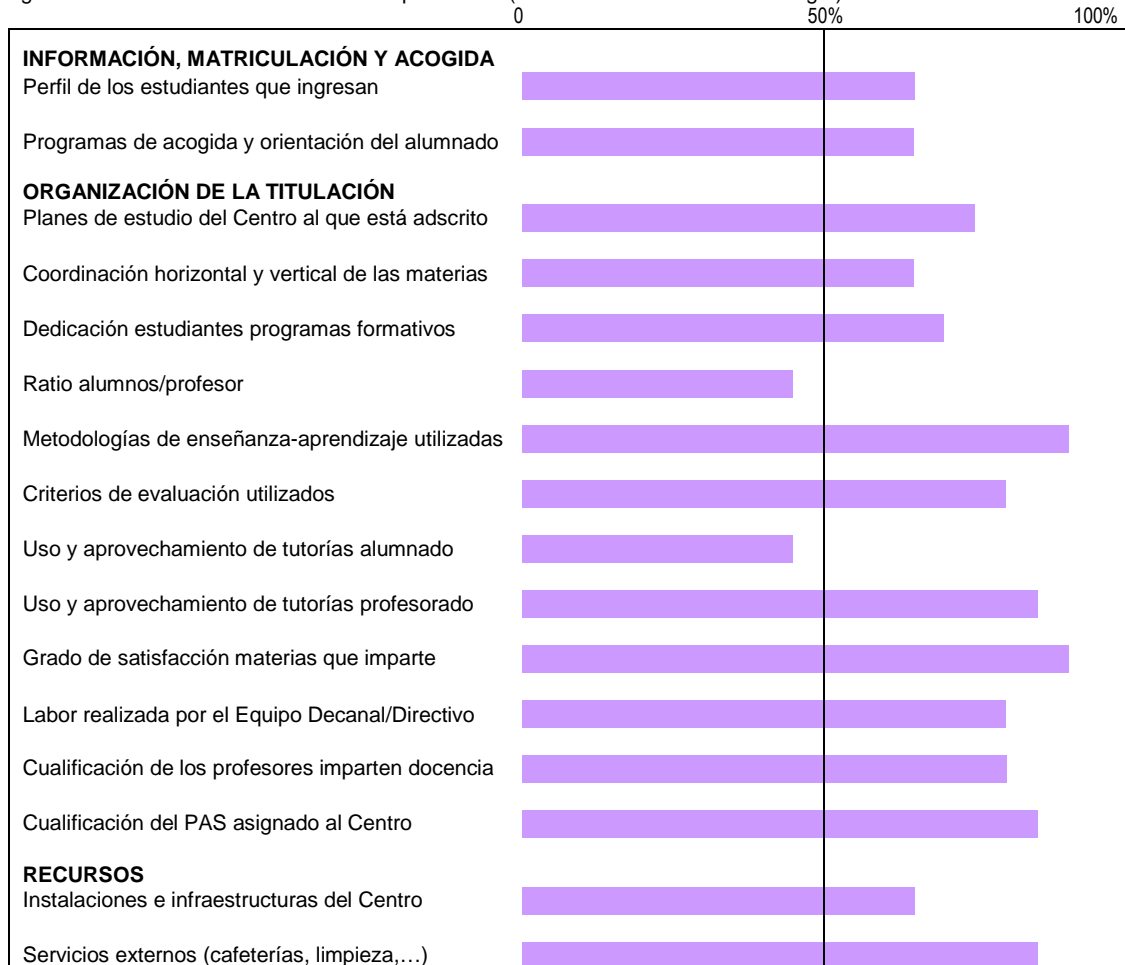 0 50% 100%
INFORMACIÓN, MATRICULACIÓN Y ACOGIDA
Perfil de los estudiantes que ingresan
Programas de acogida y orientación del alumnado
ORGANIZACIÓN DE LA TITULACIÓN
Planes de estudio del Centro al que está adscrito
Coordinación horizontal y vertical de las materias
Dedicación estudiantes programas formativos
Ratio alumnos/profesor
Metodologías de enseñanza-aprendizaje utilizadas
Criterios de evaluación utilizados
Uso y aprovechamiento de tutorías alumnado
Uso y aprovechamiento de tutorías profesorado
Grado de satisfacción materias que imparte
Labor realizada por el Equipo Decanal/Directivo
Cualificación de los profesores imparten docencia
Cualificación del PAS asignado al Centro
RECURSOS
Instalaciones e infraestructuras del Centro
Servicios externos (cafeterías, limpieza,…)